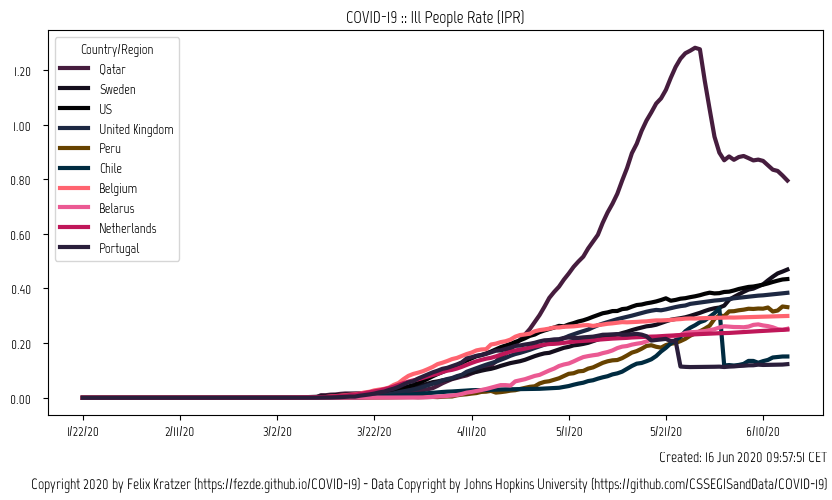 COVID-19 :: Ill People Rate (IPR)
Country/Region
Qatar
Sweden
US
United Kingdom
Peru
Chile
Belgium
Belarus
Netherlands
Portugal
1.20
1.00
0.80
0.60
0.40
0.20
0.00
1/22/20 2/11/20 3/2/20 3/22/20 4/11/20 5/1/20 5/21/20 6/10/20
Created: 16 Jun 2020 09:57:51 CET
Copyright 2020 by Felix Kratzer (https://fezde.github.io/COVID-19) - Data Copyright by Johns Hopkins University (https://github.com/CSSEGISandData/COVID-19)